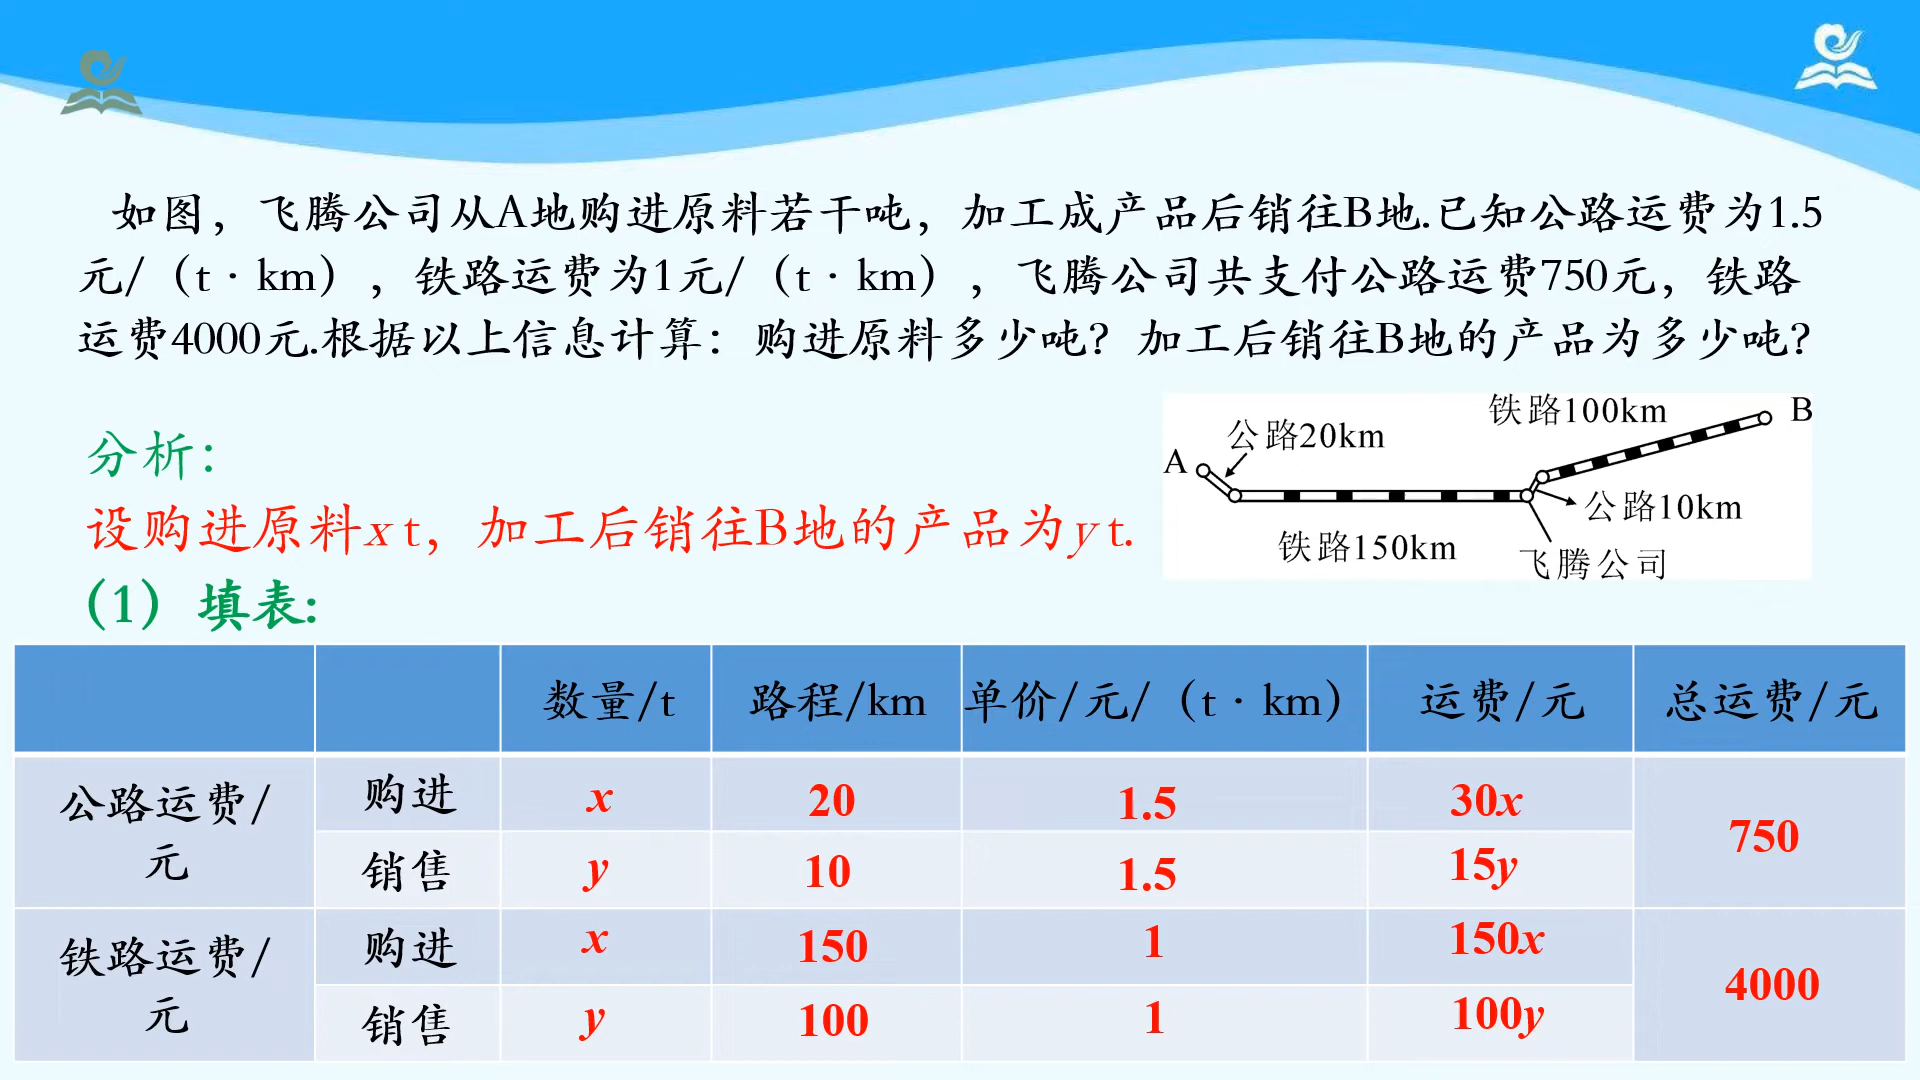 如图，飞腾公司从A地购进原料若干吨，加工成产品后销往B地.已知公路运费为1.5
元/（t·km），铁路运费为1元/（t·km），飞腾公司共支付公路运费750元，铁路
运费4000元.根据以上信息计算：购进原料多少吨？加工后销往B地的产品为多少吨？
分析：
设购进原料x t，加工后销往B地的产品为y t.
（1）填表:
铁路100km
B
公路20km
A
公路10km
铁路150km
飞腾公司
数量/t 路程/km 单价/元/（t·km） 运费/元 总运费/元
公路运费/
元
购进 x 20 1.5 30x
750
销售 y 10 1.5 15y
铁路运费/
元
购进 x 150 1 150x
4000
销售 y 100 1 100y